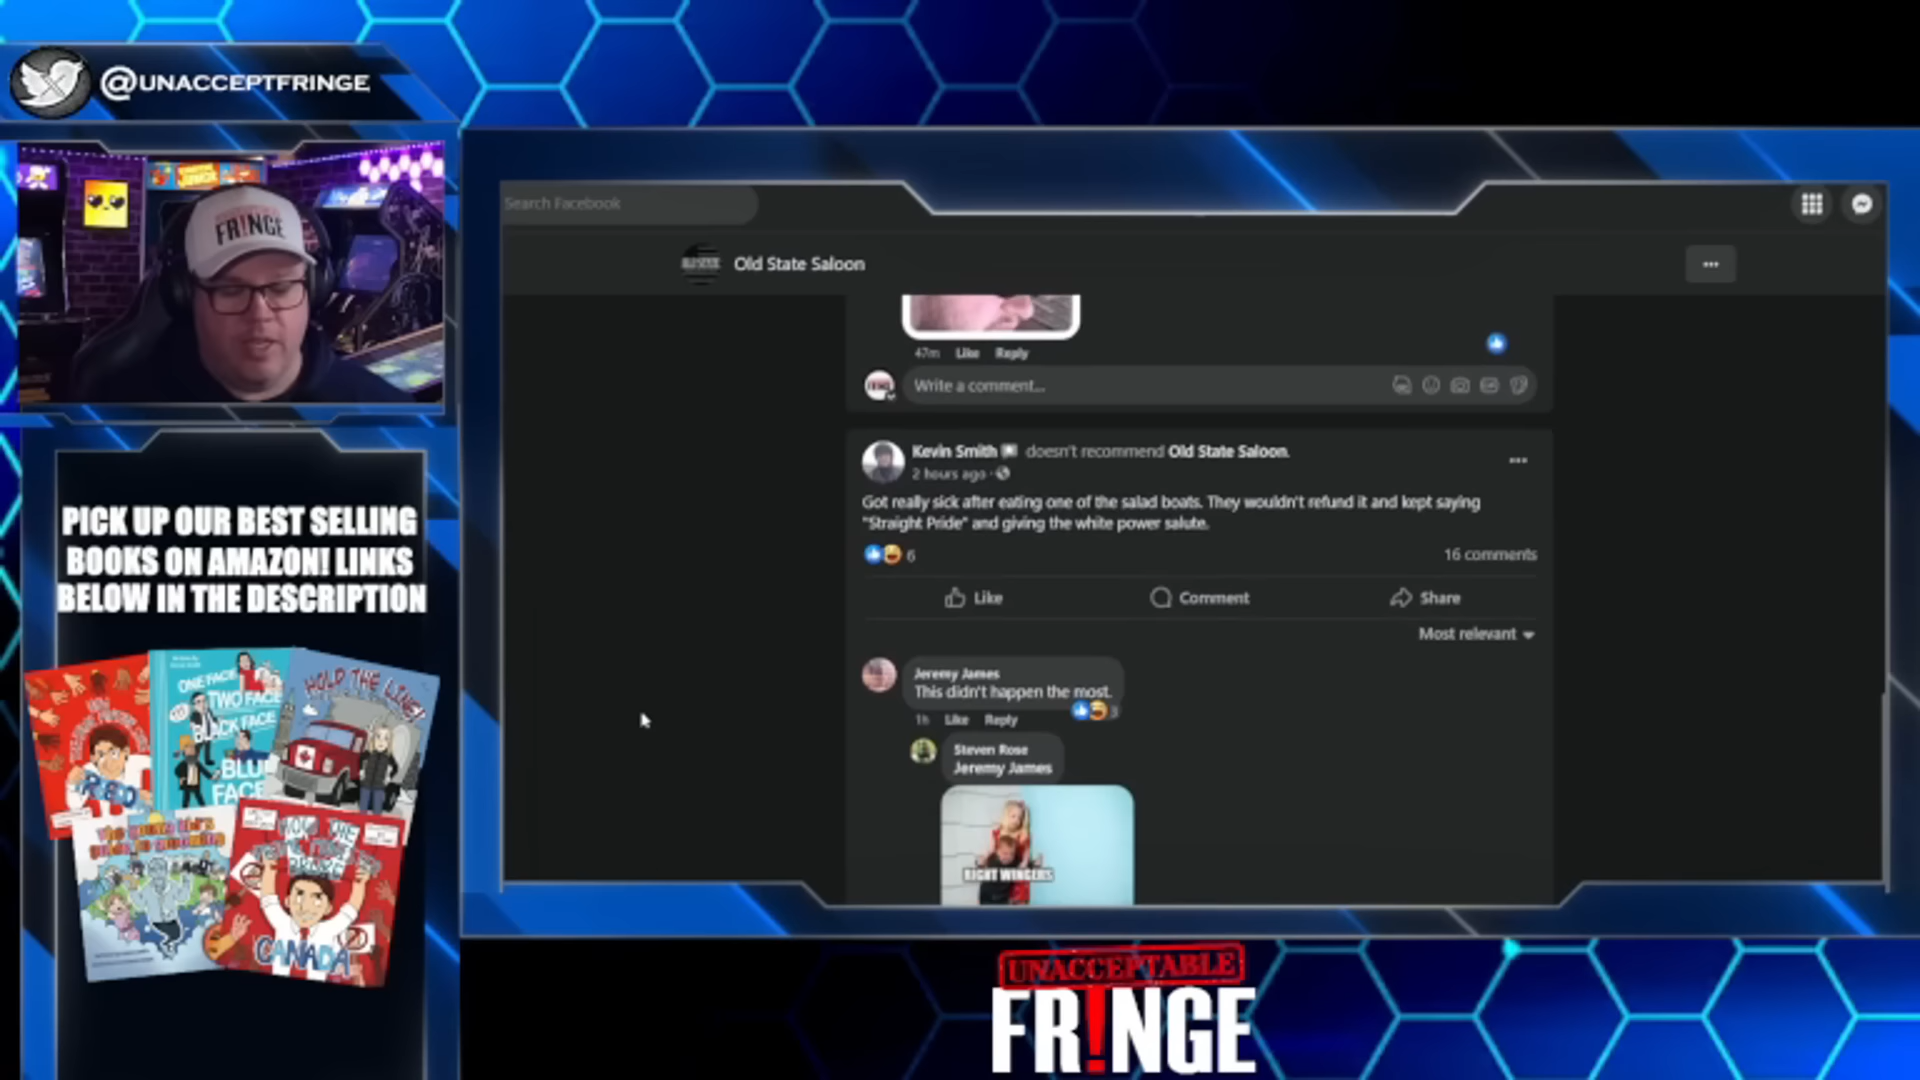 @UNACCEPTFRINGE
FR!NGE
PICK UP OUR BEST SELLING
BOOKS ON AMAZON! LINKS
BELOW IN THE DESCRIPTION
ONE FACE
TWO FACE
BLACK FACE
BLUE
FACE
HOLD THE LINE!
HOW THE
CANADA
Search Facebook
Old State Saloon
47m Like Reply
Write a comment...
Kevin Smith doesn't recommend Old State Saloon.
2 hours ago
Got really sick after eating one of the salad boats. They wouldn't refund it and kept saying
"Straight Pride" and giving the white power salute.
6
16 comments
Like Comment Share
Most relevant
Jeremy James
This didn't happen the most.
3
1h Like Reply
Steven Rose
Jeremy James
RIGHT WINGERS
UNACCEPTABLE
FR!NGE